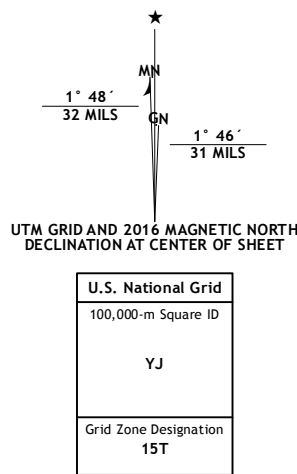 MN
1° 48´
32 MILS
GN
1° 46´
31 MILS
UTM GRID AND 2016 MAGNETIC NORTH
DECLINATION AT CENTER OF SHEET
U.S. National Grid
100,000-m Square ID
YJ
Grid Zone Designation
15T